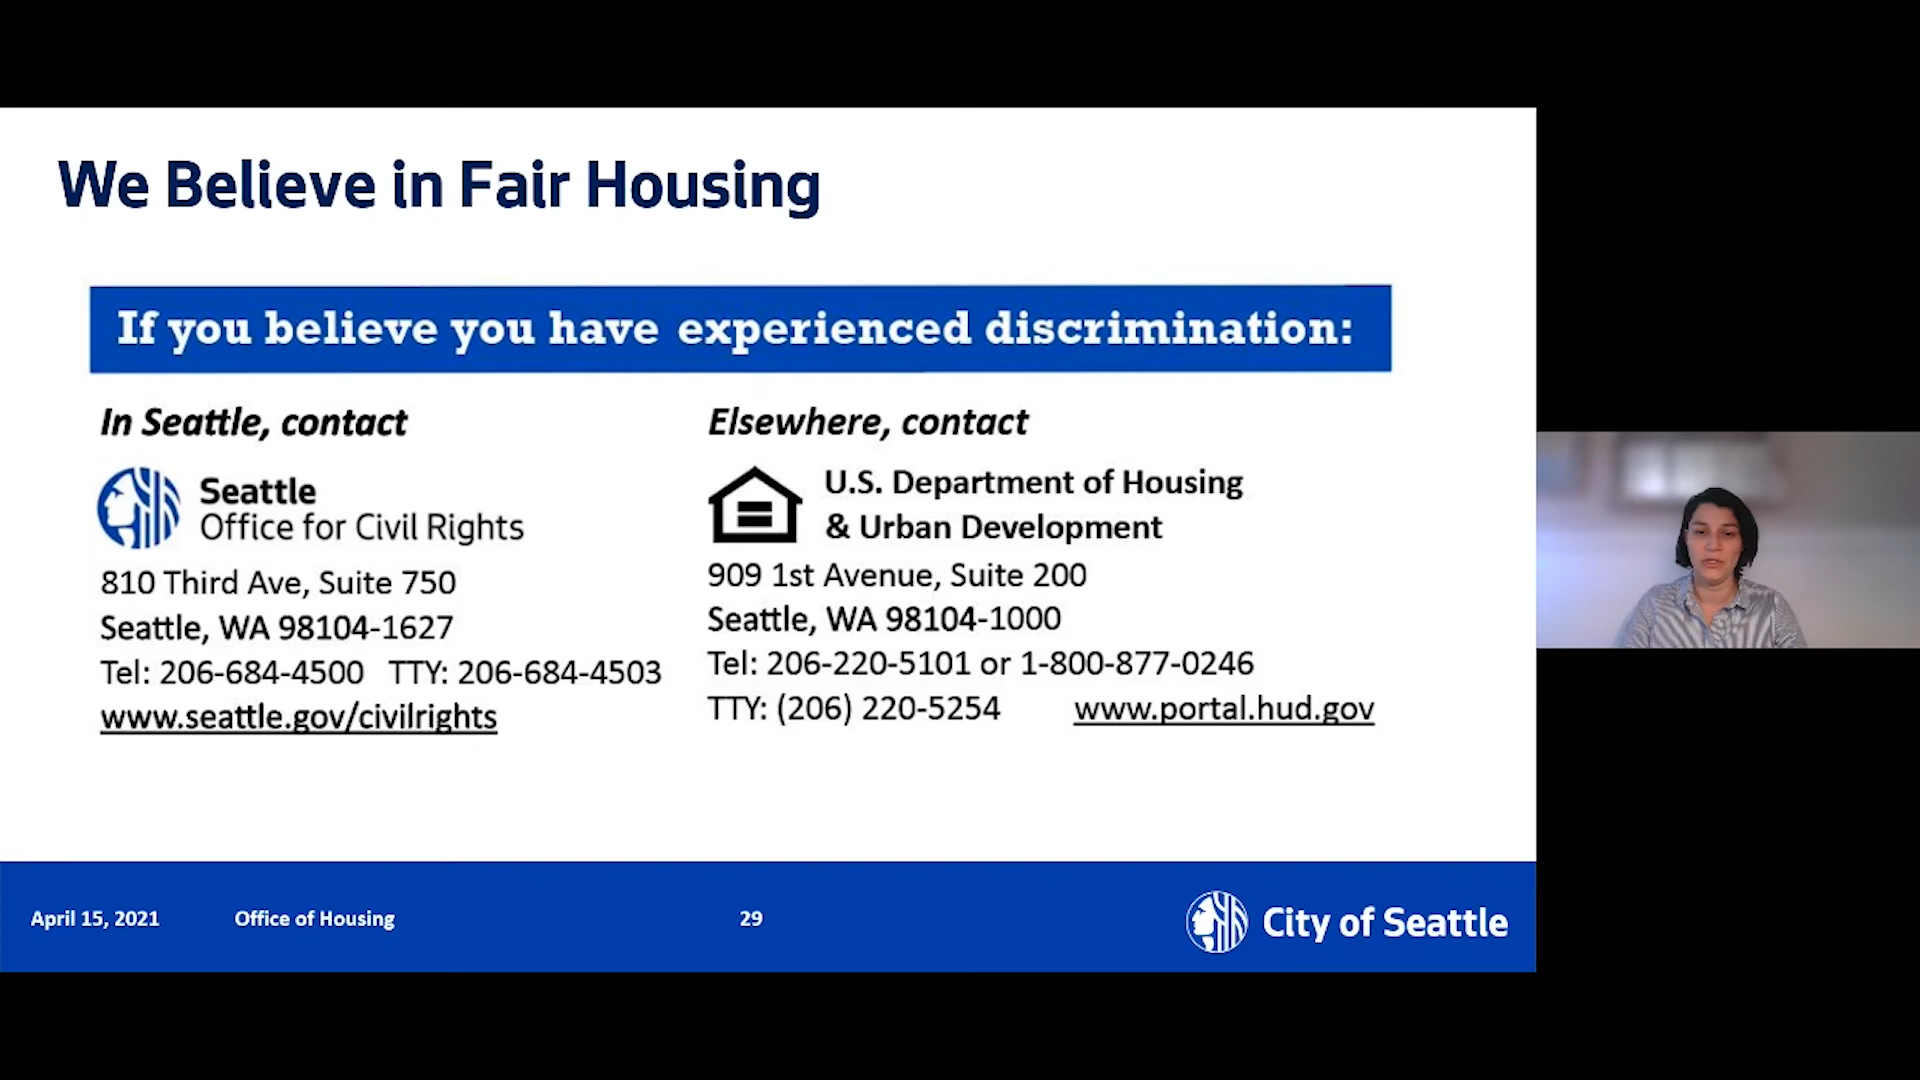 We Believe in Fair Housing
If you believe you have experienced discrimination:
In Seattle, contact
Seattle
Office for Civil Rights
810 Third Ave, Suite 750
Seattle, WA 98104-1627
Tel: 206-684-4500 TTY: 206-684-4503
www.seattle.gov/civilrights
Elsewhere, contact
U.S. Department of Housing
& Urban Development
909 1st Avenue, Suite 200
Seattle, WA 98104-1000
Tel: 206-220-5101 or 1-800-877-0246
TTY: (206) 220-5254 www.portal.hud.gov
April 15, 2021 Office of Housing 29 City of Seattle